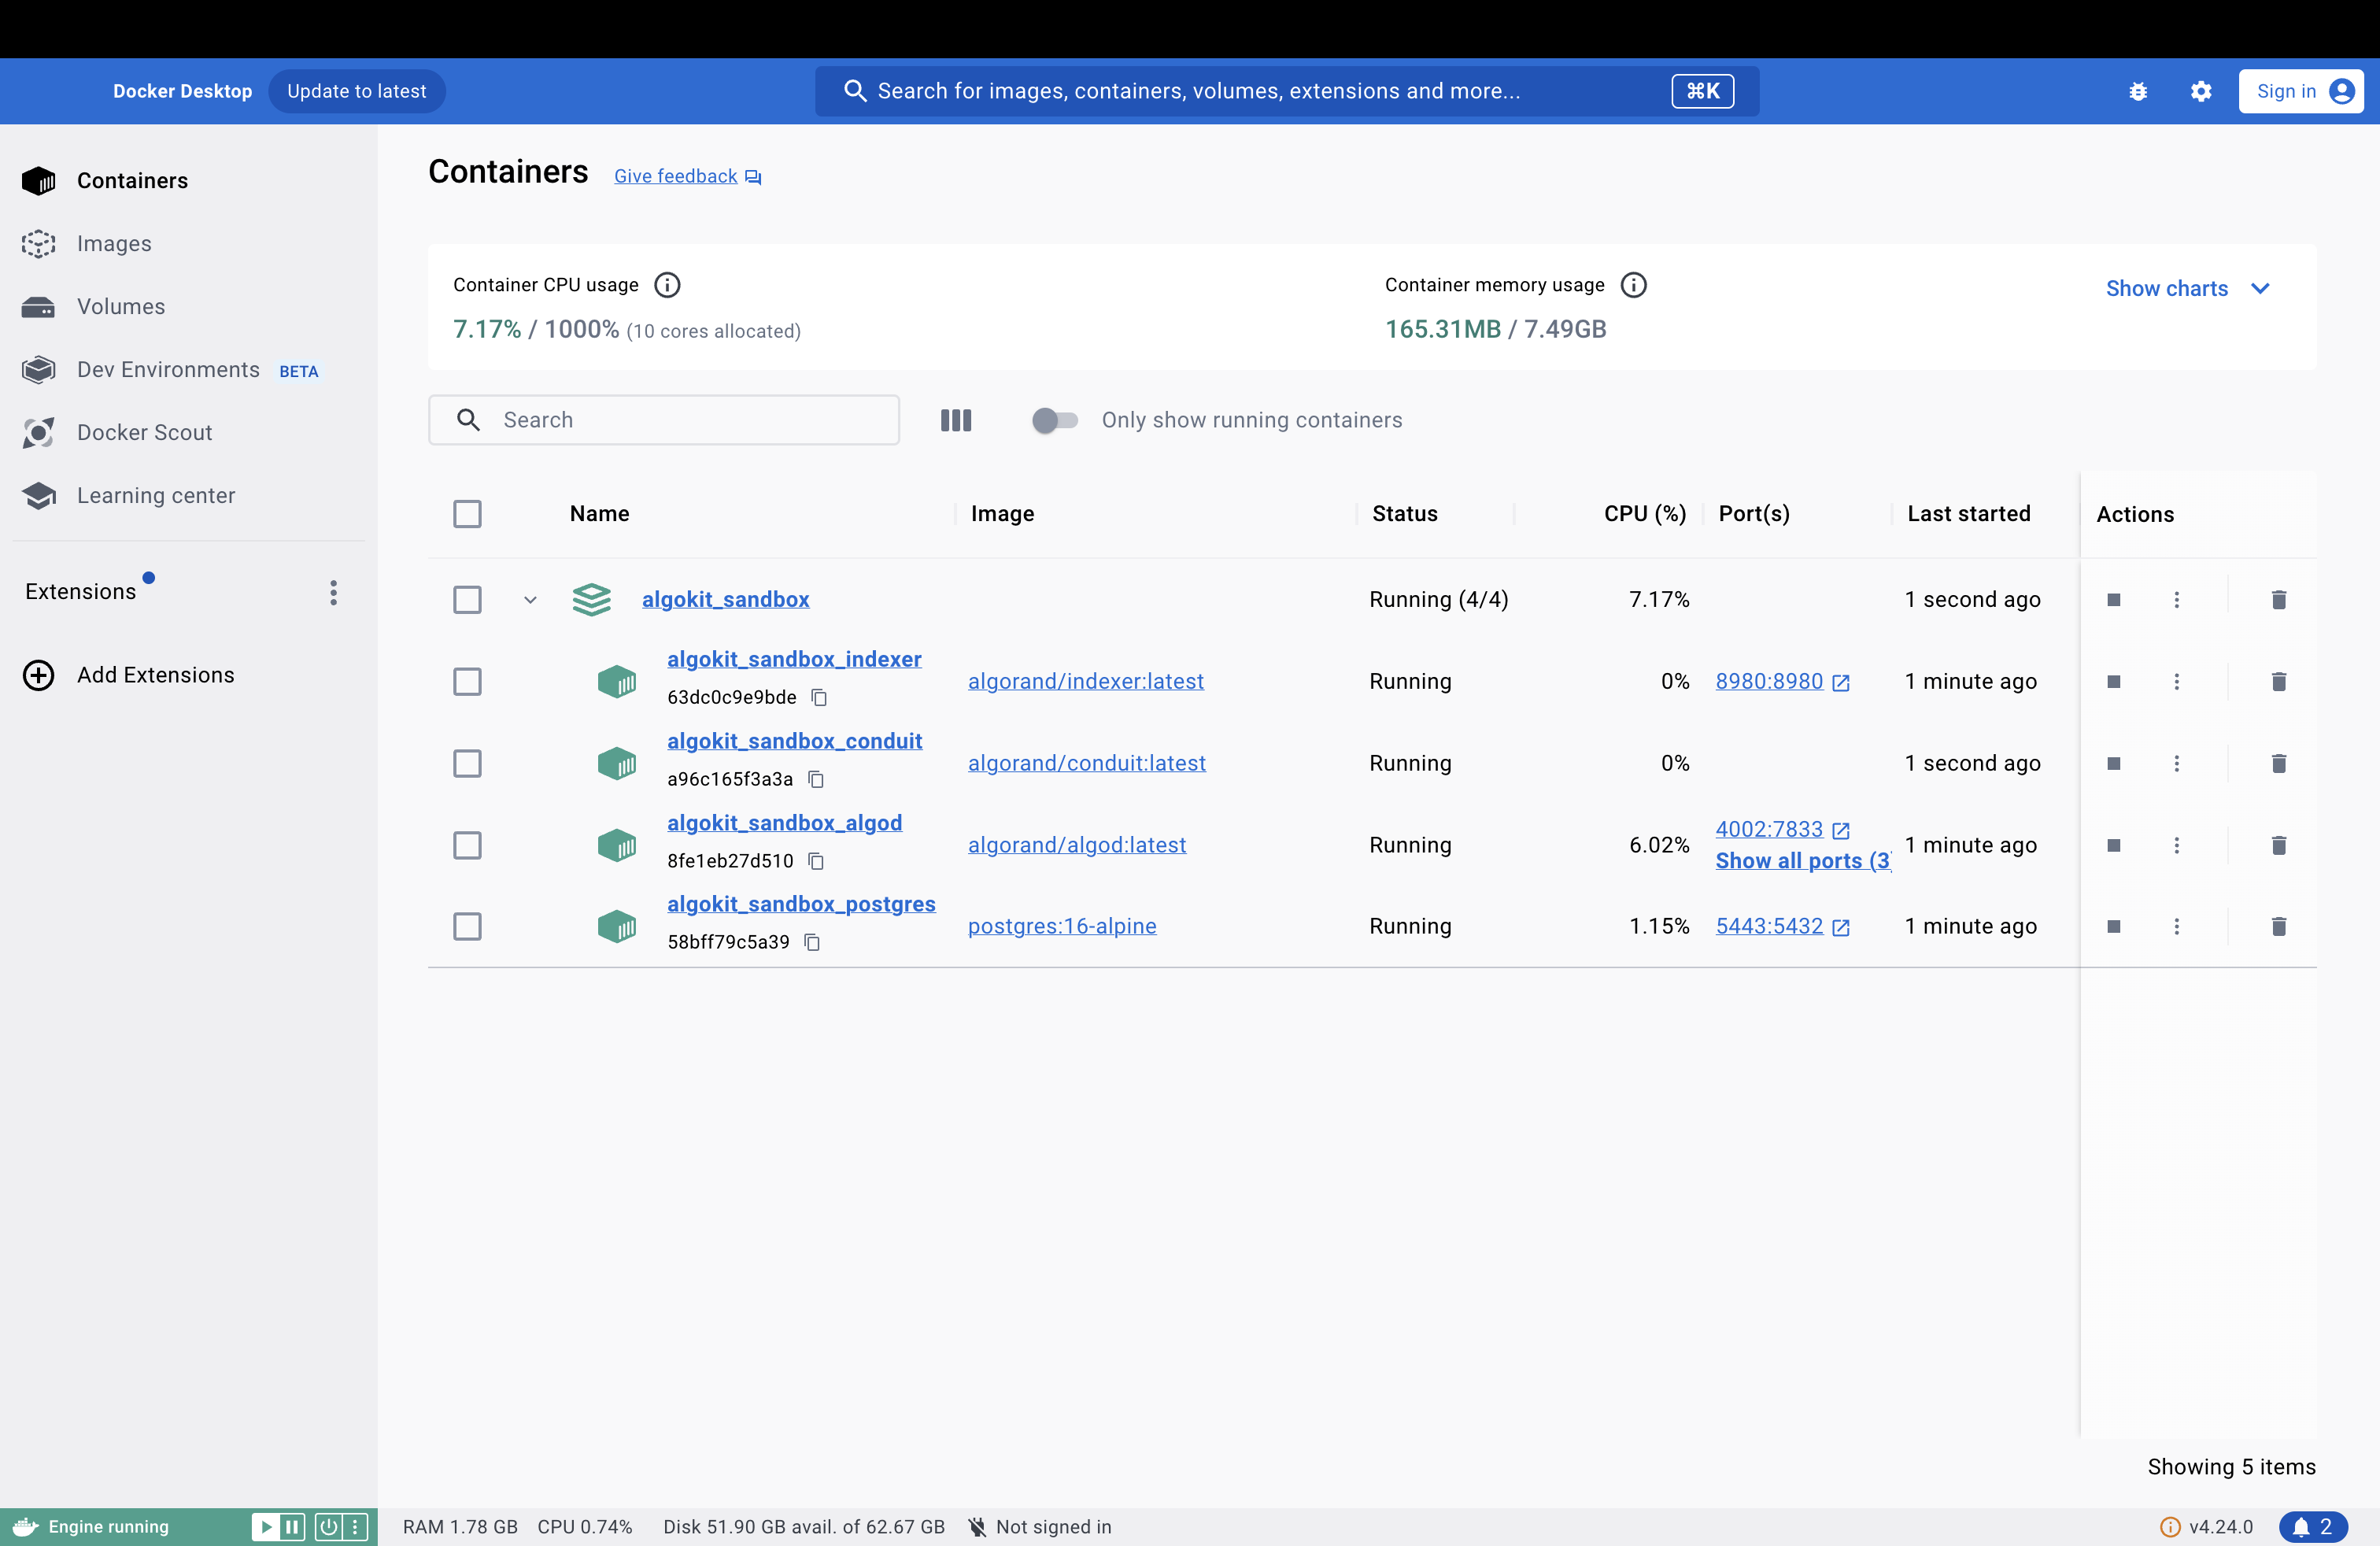 Docker Desktop Update to latest Search for images, containers, volumes, extensions and more... ⌘K Sign in
Containers
Images
Volumes
Dev Environments BETA
Docker Scout
Learning center
Extensions
Add Extensions
Containers Give feedback
Container CPU usage
7.17% / 1000% (10 cores allocated)
Container memory usage
165.31MB / 7.49GB
Show charts
Search Only show running containers
Name Image Status CPU (%) Port(s) Last started Actions
algokit_sandbox Running (4/4) 7.17% 1 second ago
algokit_sandbox_indexer
63dc0c9e9bde
algorand/indexer:latest Running 0% 8980:8980 1 minute ago
algokit_sandbox_conduit
a96c165f3a3a
algorand/conduit:latest Running 0% 1 second ago
algokit_sandbox_algod
8fe1eb27d510
algorand/algod:latest Running 6.02% 4002:7833 1 minute ago
Show all ports (3
algokit_sandbox_postgres
58bff79c5a39
postgres:16-alpine Running 1.15% 5443:5432 1 minute ago
Showing 5 items
Engine running RAM 1.78 GB CPU 0.74% Disk 51.90 GB avail. of 62.67 GB Not signed in v4.24.0 2